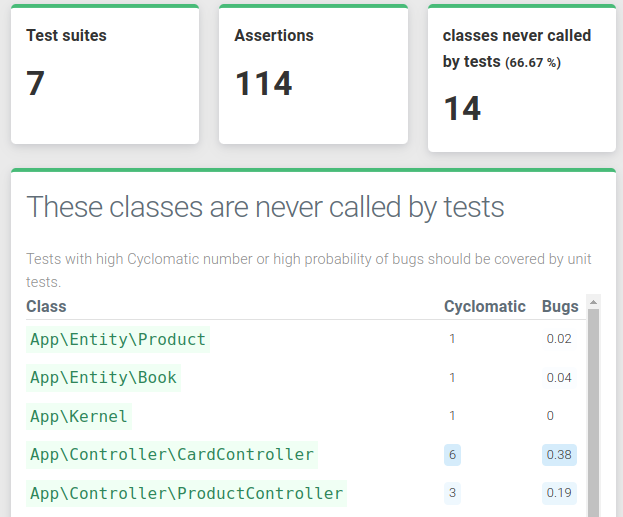 Test suites
7
Assertions
114
classes never called
by tests (66.67 %)
14
These classes are never called by tests
Tests with high Cyclomatic number or high probability of bugs should be covered by unit
tests.
Class Cyclomatic Bugs
App\Entity\Product 1 0.02
App\Entity\Book 1 0.04
App\Kernel 1 0
App\Controller\CardController 6 0.38
App\Controller\ProductController 3 0.19